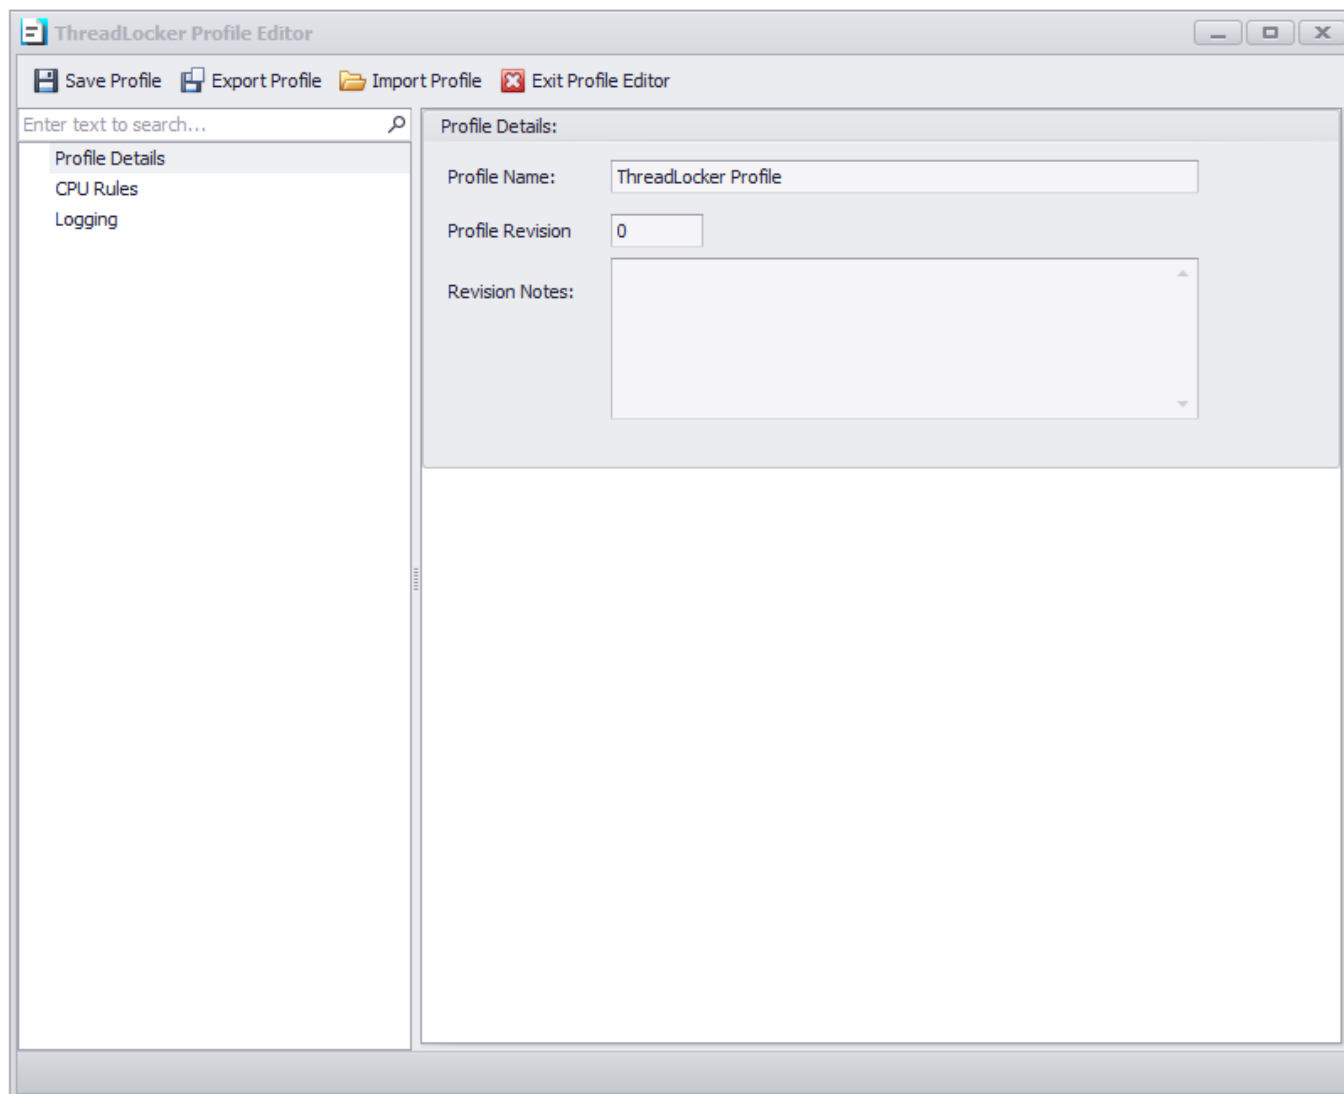 ThreadLocker Profile Editor
Save Profile Export Profile Import Profile Exit Profile Editor
Enter text to search...
Profile Details
CPU Rules
Logging
Profile Details:
Profile Name: ThreadLocker Profile
Profile Revision 0
Revision Notes: